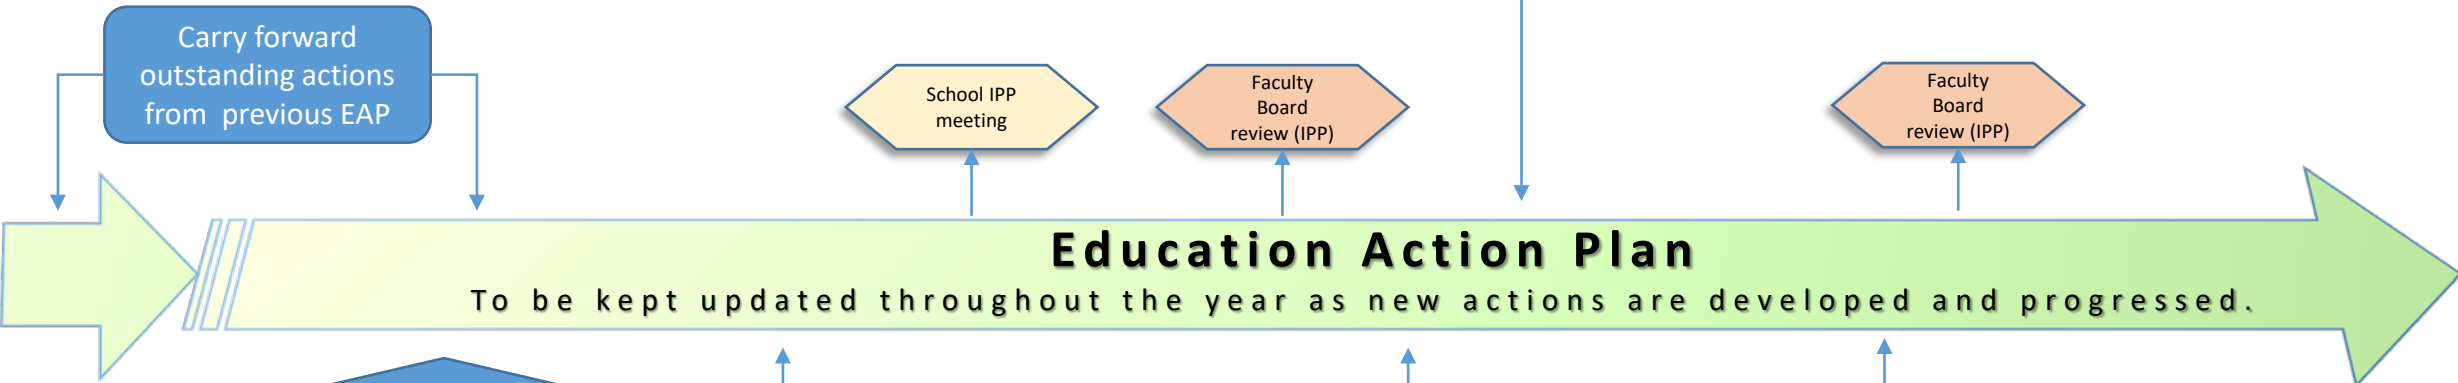 Carry forward
outstanding actions
from previous EAP
School IPP
meeting
Faculty
Board
review (IPP)
Faculty
Board
review (IPP)
Education Action Plan
To be kept updated throughout the year as new actions are developed and progressed.